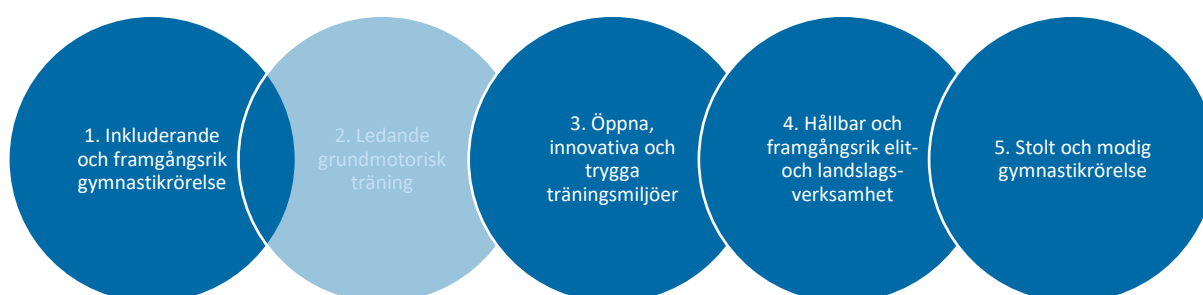 1. Inkluderande
och framgångsrik
gymnastikrörelse
2. Ledande
grundmotorisk
träning
3. Öppna,
innovativa och
trygga
träningsmiljöer
4. Hållbar och
framgångsrik elit-
och landslags-
verksamhet
5. Stolt och modig
gymnastikrörelse